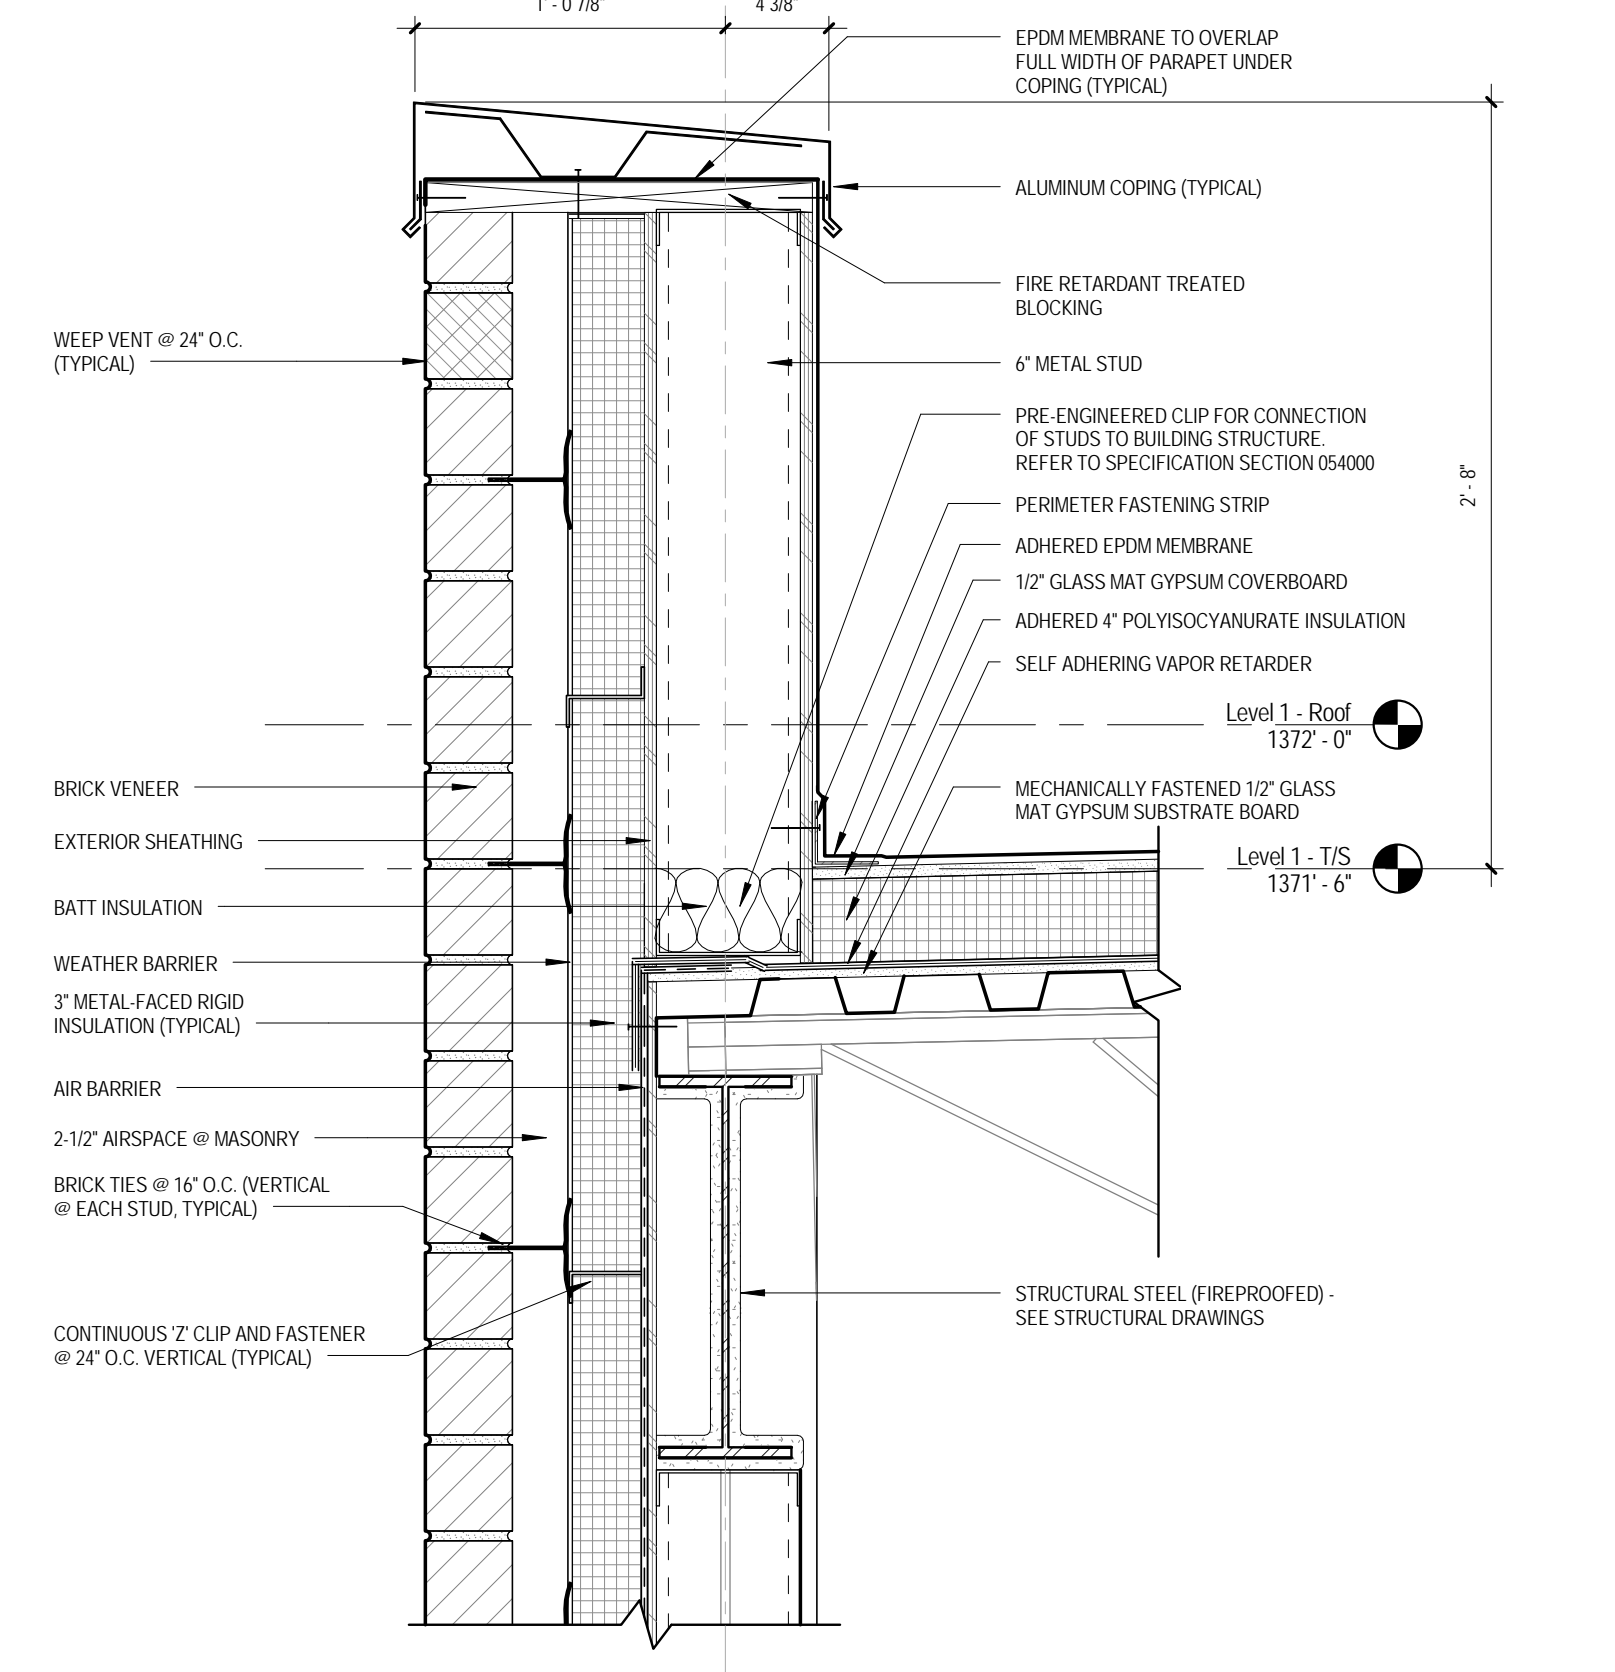 1' - 0 7/8"
4 3/8"
EPDM MEMBRANE TO OVERLAP
FULL WIDTH OF PARAPET UNDER
COPING (TYPICAL)
ALUMINUM COPING (TYPICAL)
FIRE RETARDANT TREATED
BLOCKING
WEEP VENT @ 24" O.C.
(TYPICAL)
6" METAL STUD
PRE-ENGINEERED CLIP FOR CONNECTION
OF STUDS TO BUILDING STRUCTURE.
REFER TO SPECIFICATION SECTION 054000
2' - 8"
PERIMETER FASTENING STRIP
ADHERED EPDM MEMBRANE
1/2" GLASS MAT GYPSUM COVERBOARD
ADHERED 4" POLYISOCYANURATE INSULATION
SELF ADHERING VAPOR RETARDER
Level 1 - Roof
1372' - 0"
MECHANICALLY FASTENED 1/2" GLASS
MAT GYPSUM SUBSTRATE BOARD
Level 1 - T/S
1371' - 6"
BRICK VENEER
EXTERIOR SHEATHING
BATT INSULATION
WEATHER BARRIER
3" METAL-FACED RIGID
INSULATION (TYPICAL)
AIR BARRIER
2-1/2" AIRSPACE @ MASONRY
BRICK TIES @ 16" O.C. (VERTICAL
@ EACH STUD, TYPICAL)
STRUCTURAL STEEL (FIREPROOFED) -
SEE STRUCTURAL DRAWINGS
CONTINUOUS 'Z' CLIP AND FASTENER
@ 24" O.C. VERTICAL (TYPICAL)